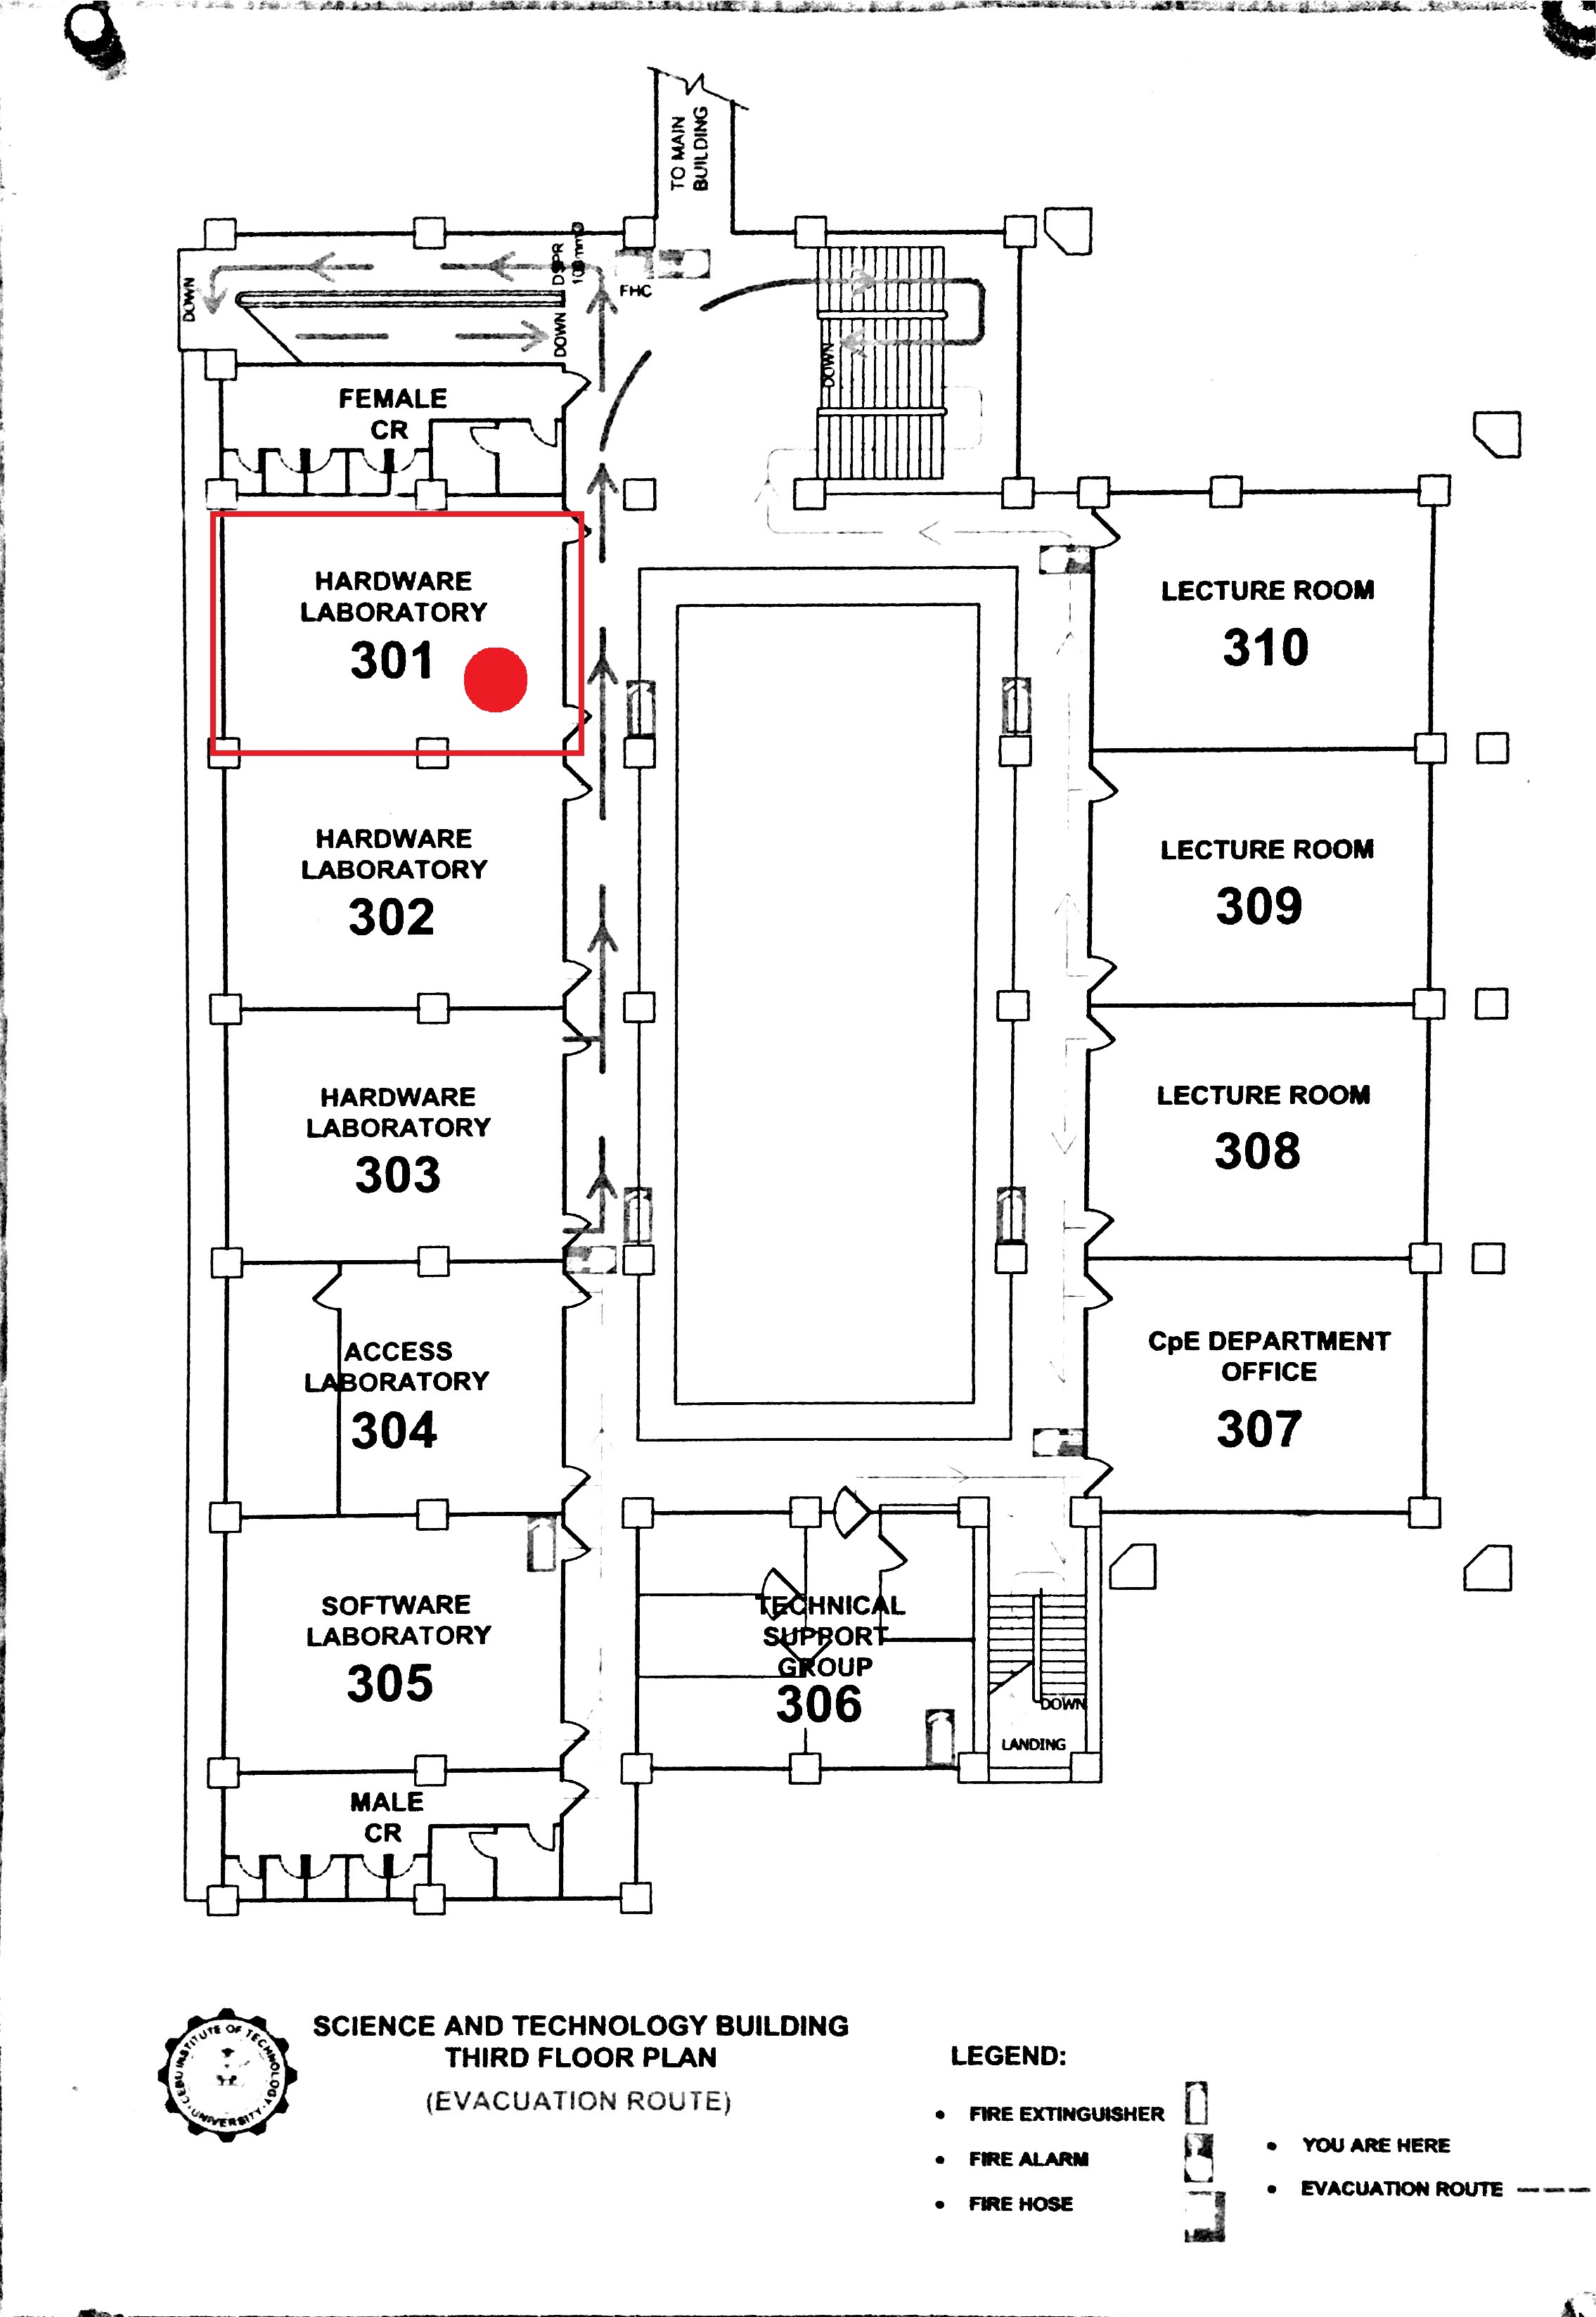 TO MAIN
BUILDING
DOWN
DSPR
100mmØ
FHC
DOWN
DOWN
FEMALE
CR
HARDWARE
LABORATORY
301
LECTURE ROOM
310
HARDWARE
LABORATORY
302
LECTURE ROOM
309
HARDWARE
LABORATORY
303
LECTURE ROOM
308
ACCESS
LABORATORY
304
CpE DEPARTMENT
OFFICE
307
SOFTWARE
LABORATORY
305
TECHNICAL
SUPPORT
GROUP
306
DOWN
LANDING
MALE
CR
CEBU INSTITUTE OF TECHNOLOGY
UNIVERSITY
SCIENCE AND TECHNOLOGY BUILDING
THIRD FLOOR PLAN
(EVACUATION ROUTE)
LEGEND:
• FIRE EXTINGUISHER
• FIRE ALARM
• FIRE HOSE
• YOU ARE HERE
• EVACUATION ROUTE